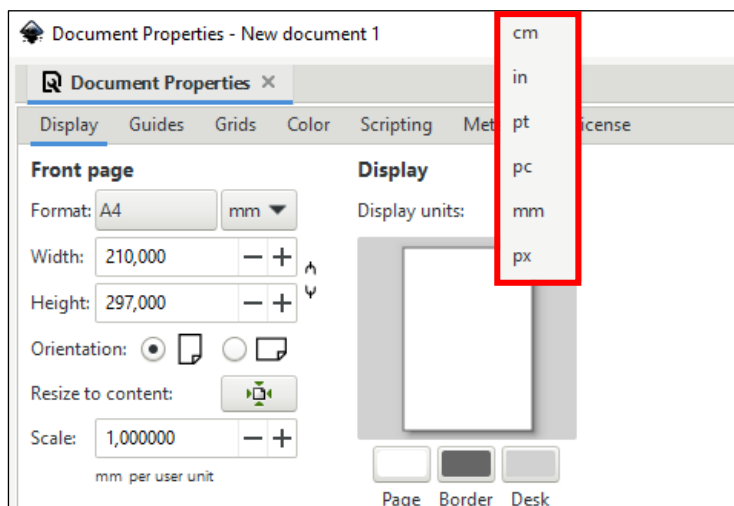 Document Properties - New document 1
Document Properties
Display Guides Grids Color Scripting Met icense
Front page
Format: A4 mm
Width: 210,000
Height: 297,000
Orientation:
Resize to content:
Scale: 1,000000
mm per user unit
Display
Display units:
cm
in
pt
pc
mm
px
Page Border Desk